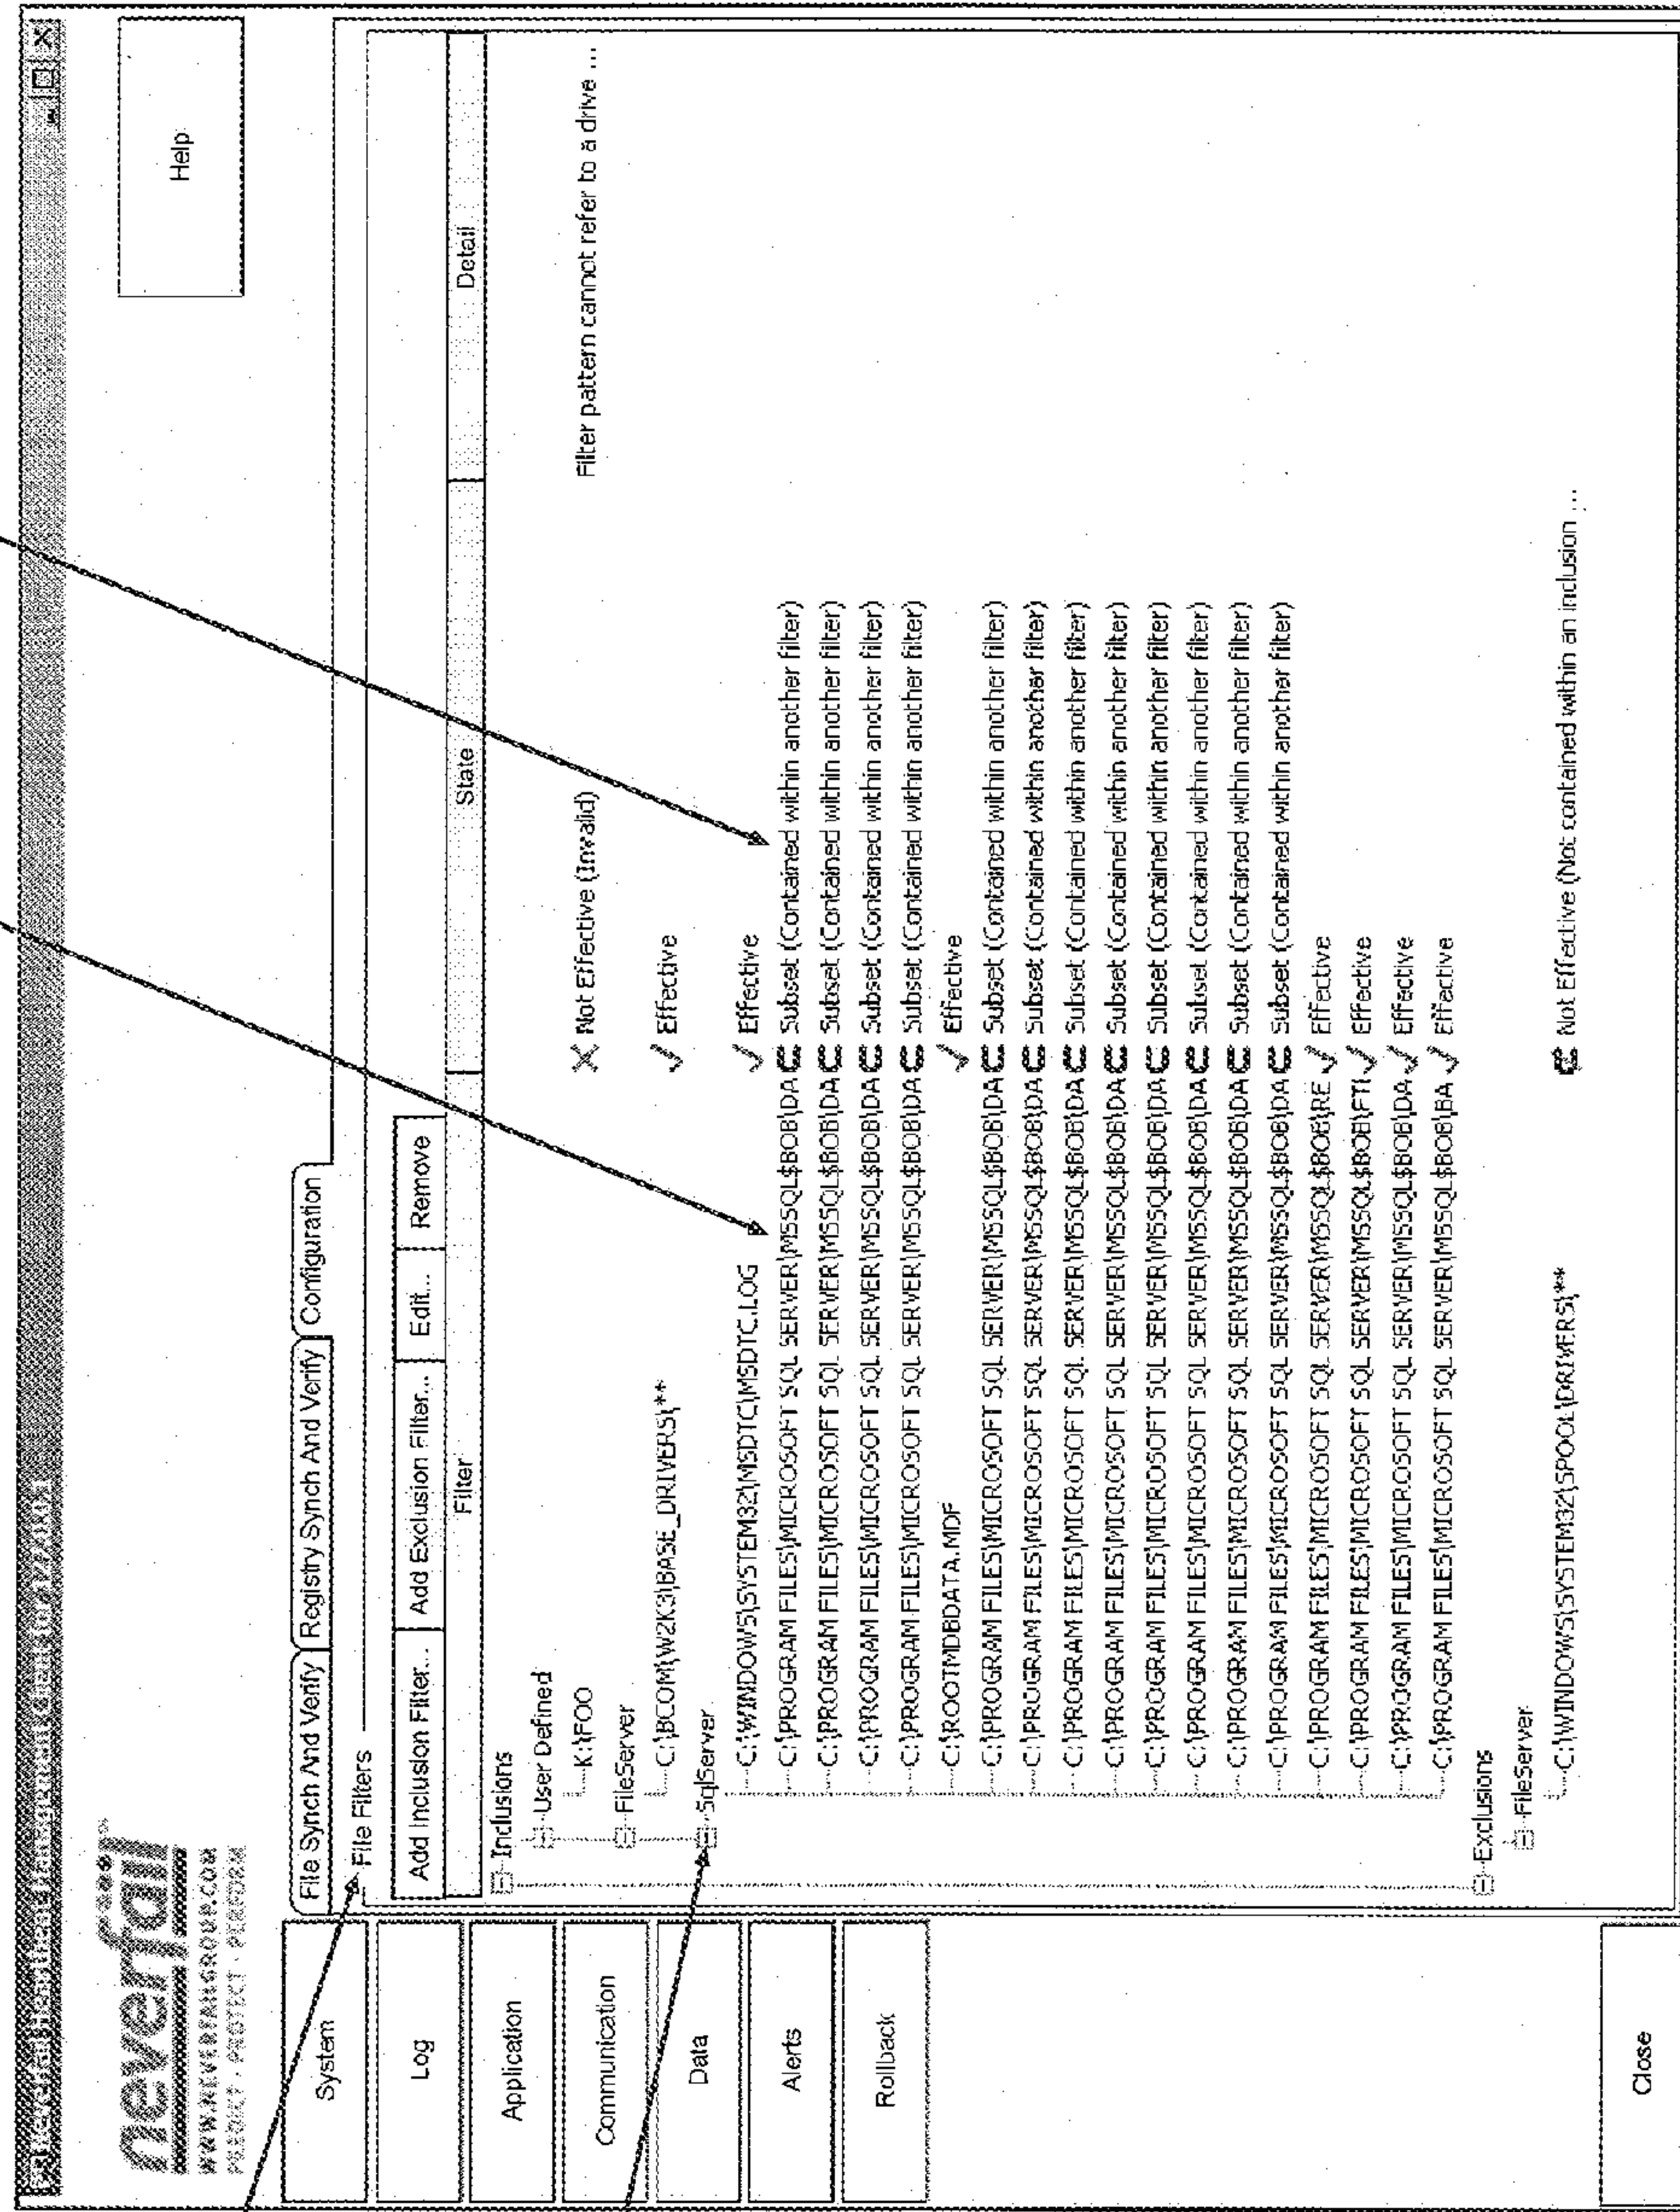 Neverfail Heartbeat Management Client
neverfail
WWW.NEVERFAILGROUP.COM
PREDICT · PROTECT · PERFORM
Help
System
Log
Application
Communication
Data
Alerts
Rollback
Close
File Synch And Verify Registry Synch And Verify Configuration
File Filters
Add Inclusion Filter... Add Exclusion Filter... Edit... Remove
Filter State Detail
Inclusions
User Defined
K:\FOO Not Effective (Invalid) Filter pattern cannot refer to a drive ...
FileServer
C:\BCOM\W2K3\BASE_DRIVERS\** Effective
SqlServer
C:\WINDOWS\SYSTEM32\MSDTC\MSDTC.LOG Effective
C:\PROGRAM FILES\MICROSOFT SQL SERVER\MSSQL$BOB\DA Subset (Contained within another filter)
C:\PROGRAM FILES\MICROSOFT SQL SERVER\MSSQL$BOB\DA Subset (Contained within another filter)
C:\PROGRAM FILES\MICROSOFT SQL SERVER\MSSQL$BOB\DA Subset (Contained within another filter)
C:\PROGRAM FILES\MICROSOFT SQL SERVER\MSSQL$BOB\DA Subset (Contained within another filter)
C:\ROOTMDBDATA.MDF Effective
C:\PROGRAM FILES\MICROSOFT SQL SERVER\MSSQL$BOB\DA Subset (Contained within another filter)
C:\PROGRAM FILES\MICROSOFT SQL SERVER\MSSQL$BOB\DA Subset (Contained within another filter)
C:\PROGRAM FILES\MICROSOFT SQL SERVER\MSSQL$BOB\DA Subset (Contained within another filter)
C:\PROGRAM FILES\MICROSOFT SQL SERVER\MSSQL$BOB\DA Subset (Contained within another filter)
C:\PROGRAM FILES\MICROSOFT SQL SERVER\MSSQL$BOB\DA Subset (Contained within another filter)
C:\PROGRAM FILES\MICROSOFT SQL SERVER\MSSQL$BOB\DA Subset (Contained within another filter)
C:\PROGRAM FILES\MICROSOFT SQL SERVER\MSSQL$BOB\DA Subset (Contained within another filter)
C:\PROGRAM FILES\MICROSOFT SQL SERVER\MSSQL$BOB\DA Subset (Contained within another filter)
C:\PROGRAM FILES\MICROSOFT SQL SERVER\MSSQL$BOB\RE Effective
C:\PROGRAM FILES\MICROSOFT SQL SERVER\MSSQL$BOB\FTI Effective
C:\PROGRAM FILES\MICROSOFT SQL SERVER\MSSQL$BOB\DA Effective
C:\PROGRAM FILES\MICROSOFT SQL SERVER\MSSQL$BOB\BA Effective
Exclusions
FileServer
C:\WINDOWS\SYSTEM32\SPOOL\DRIVERS\** Not Effective (Not contained within an inclusion ...